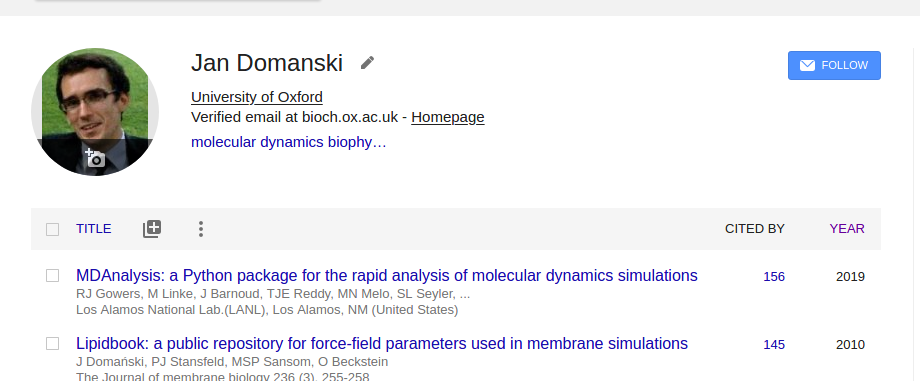 Jan Domanski
FOLLOW
University of Oxford
Verified email at bioch.ox.ac.uk - Homepage
molecular dynamics biophy…
TITLE CITED BY YEAR
MDAnalysis: a Python package for the rapid analysis of molecular dynamics simulations 156 2019
RJ Gowers, M Linke, J Barnoud, TJE Reddy, MN Melo, SL Seyler, ...
Los Alamos National Lab.(LANL), Los Alamos, NM (United States)
Lipidbook: a public repository for force-field parameters used in membrane simulations 145 2010
J Domański, PJ Stansfeld, MSP Sansom, O Beckstein
The Journal of membrane biology 236 (3), 255-258